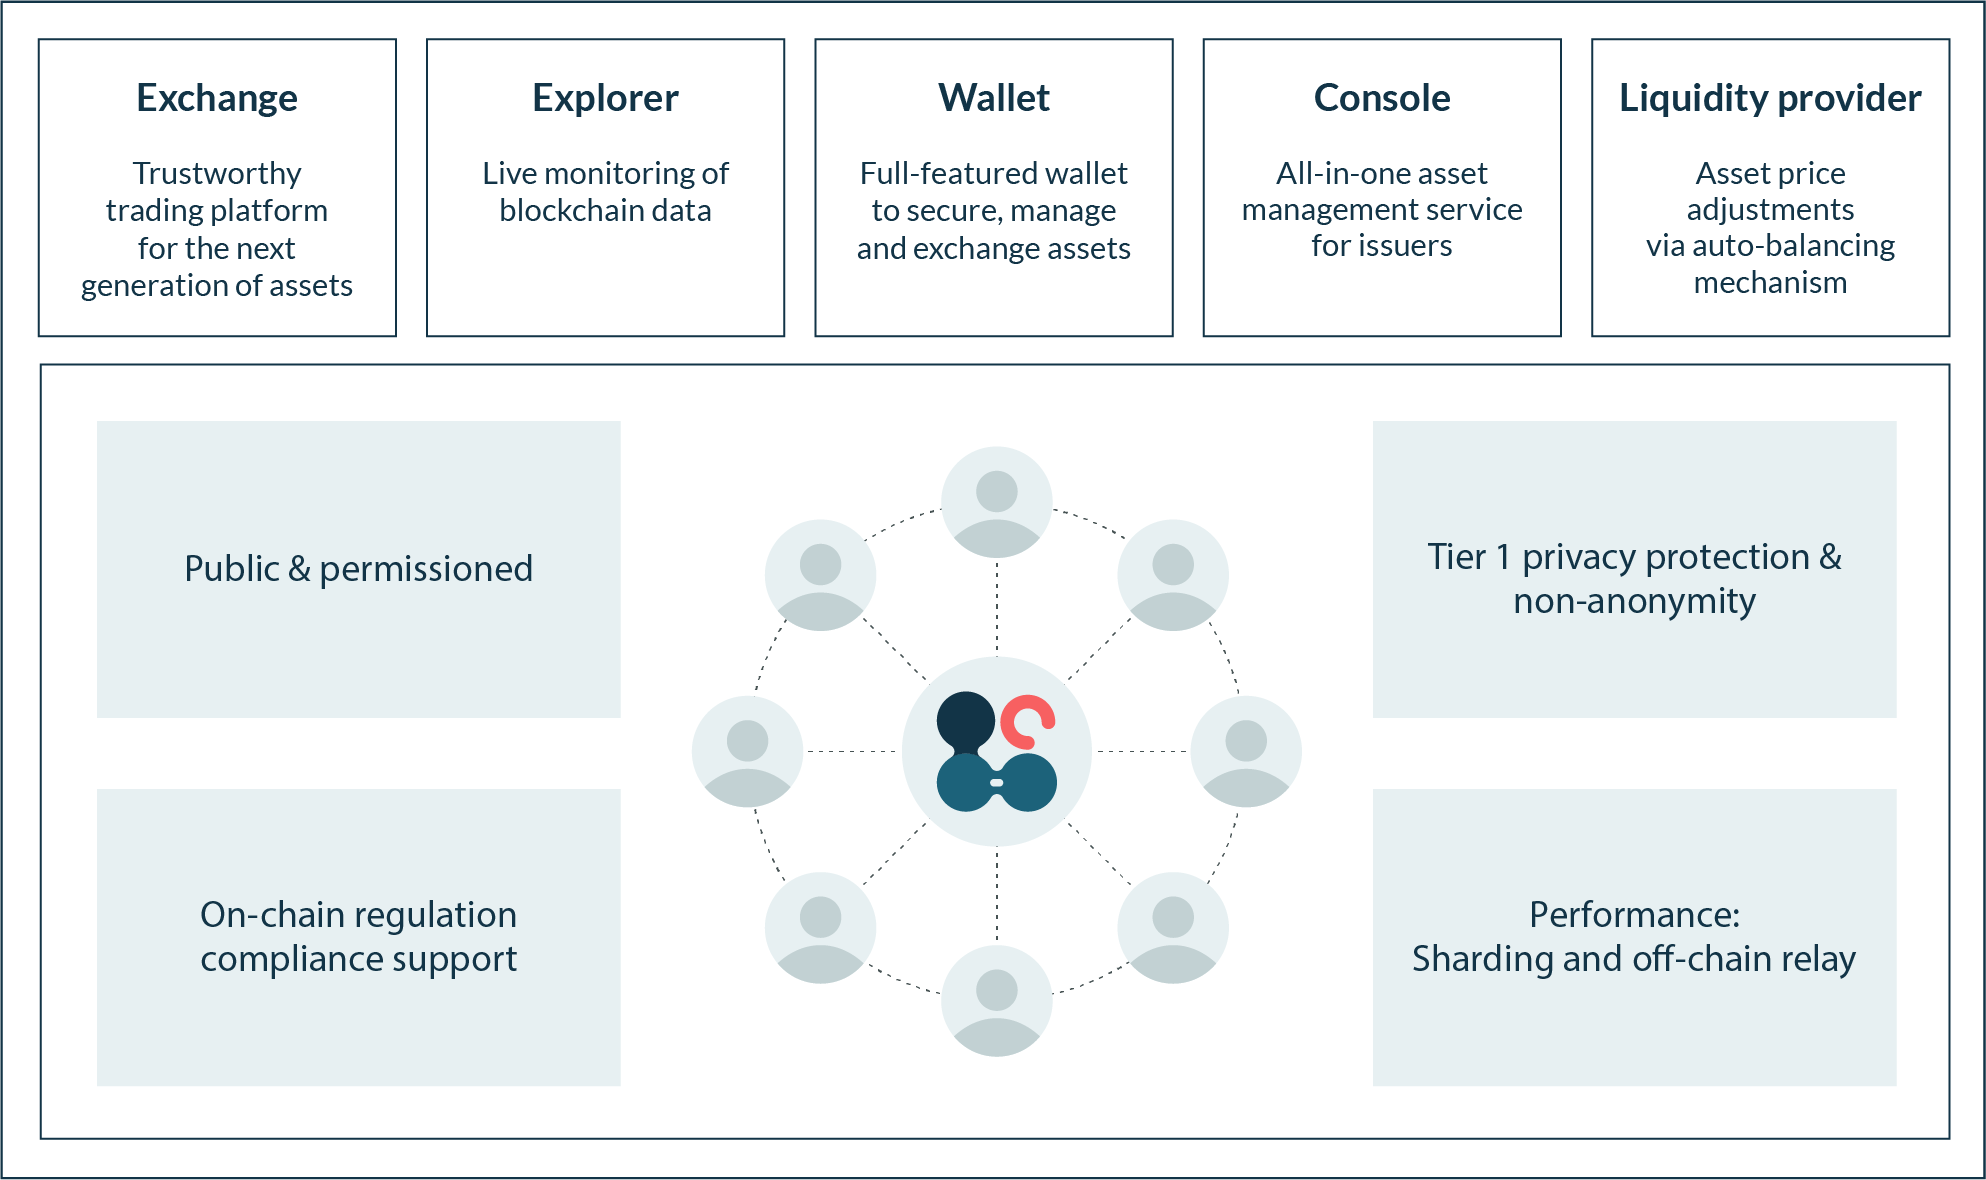 Exchange
Trustworthy
trading platform
for the next
generation of assets
Explorer
Live monitoring of
blockchain data
Wallet
Full-featured wallet
to secure, manage
and exchange assets
Console
All-in-one asset
management service
for issuers
Liquidity provider
Asset price
adjustments
via auto-balancing
mechanism
Public & permissioned
On-chain regulation
compliance support
Tier 1 privacy protection &
non-anonymity
Performance:
Sharding and off-chain relay